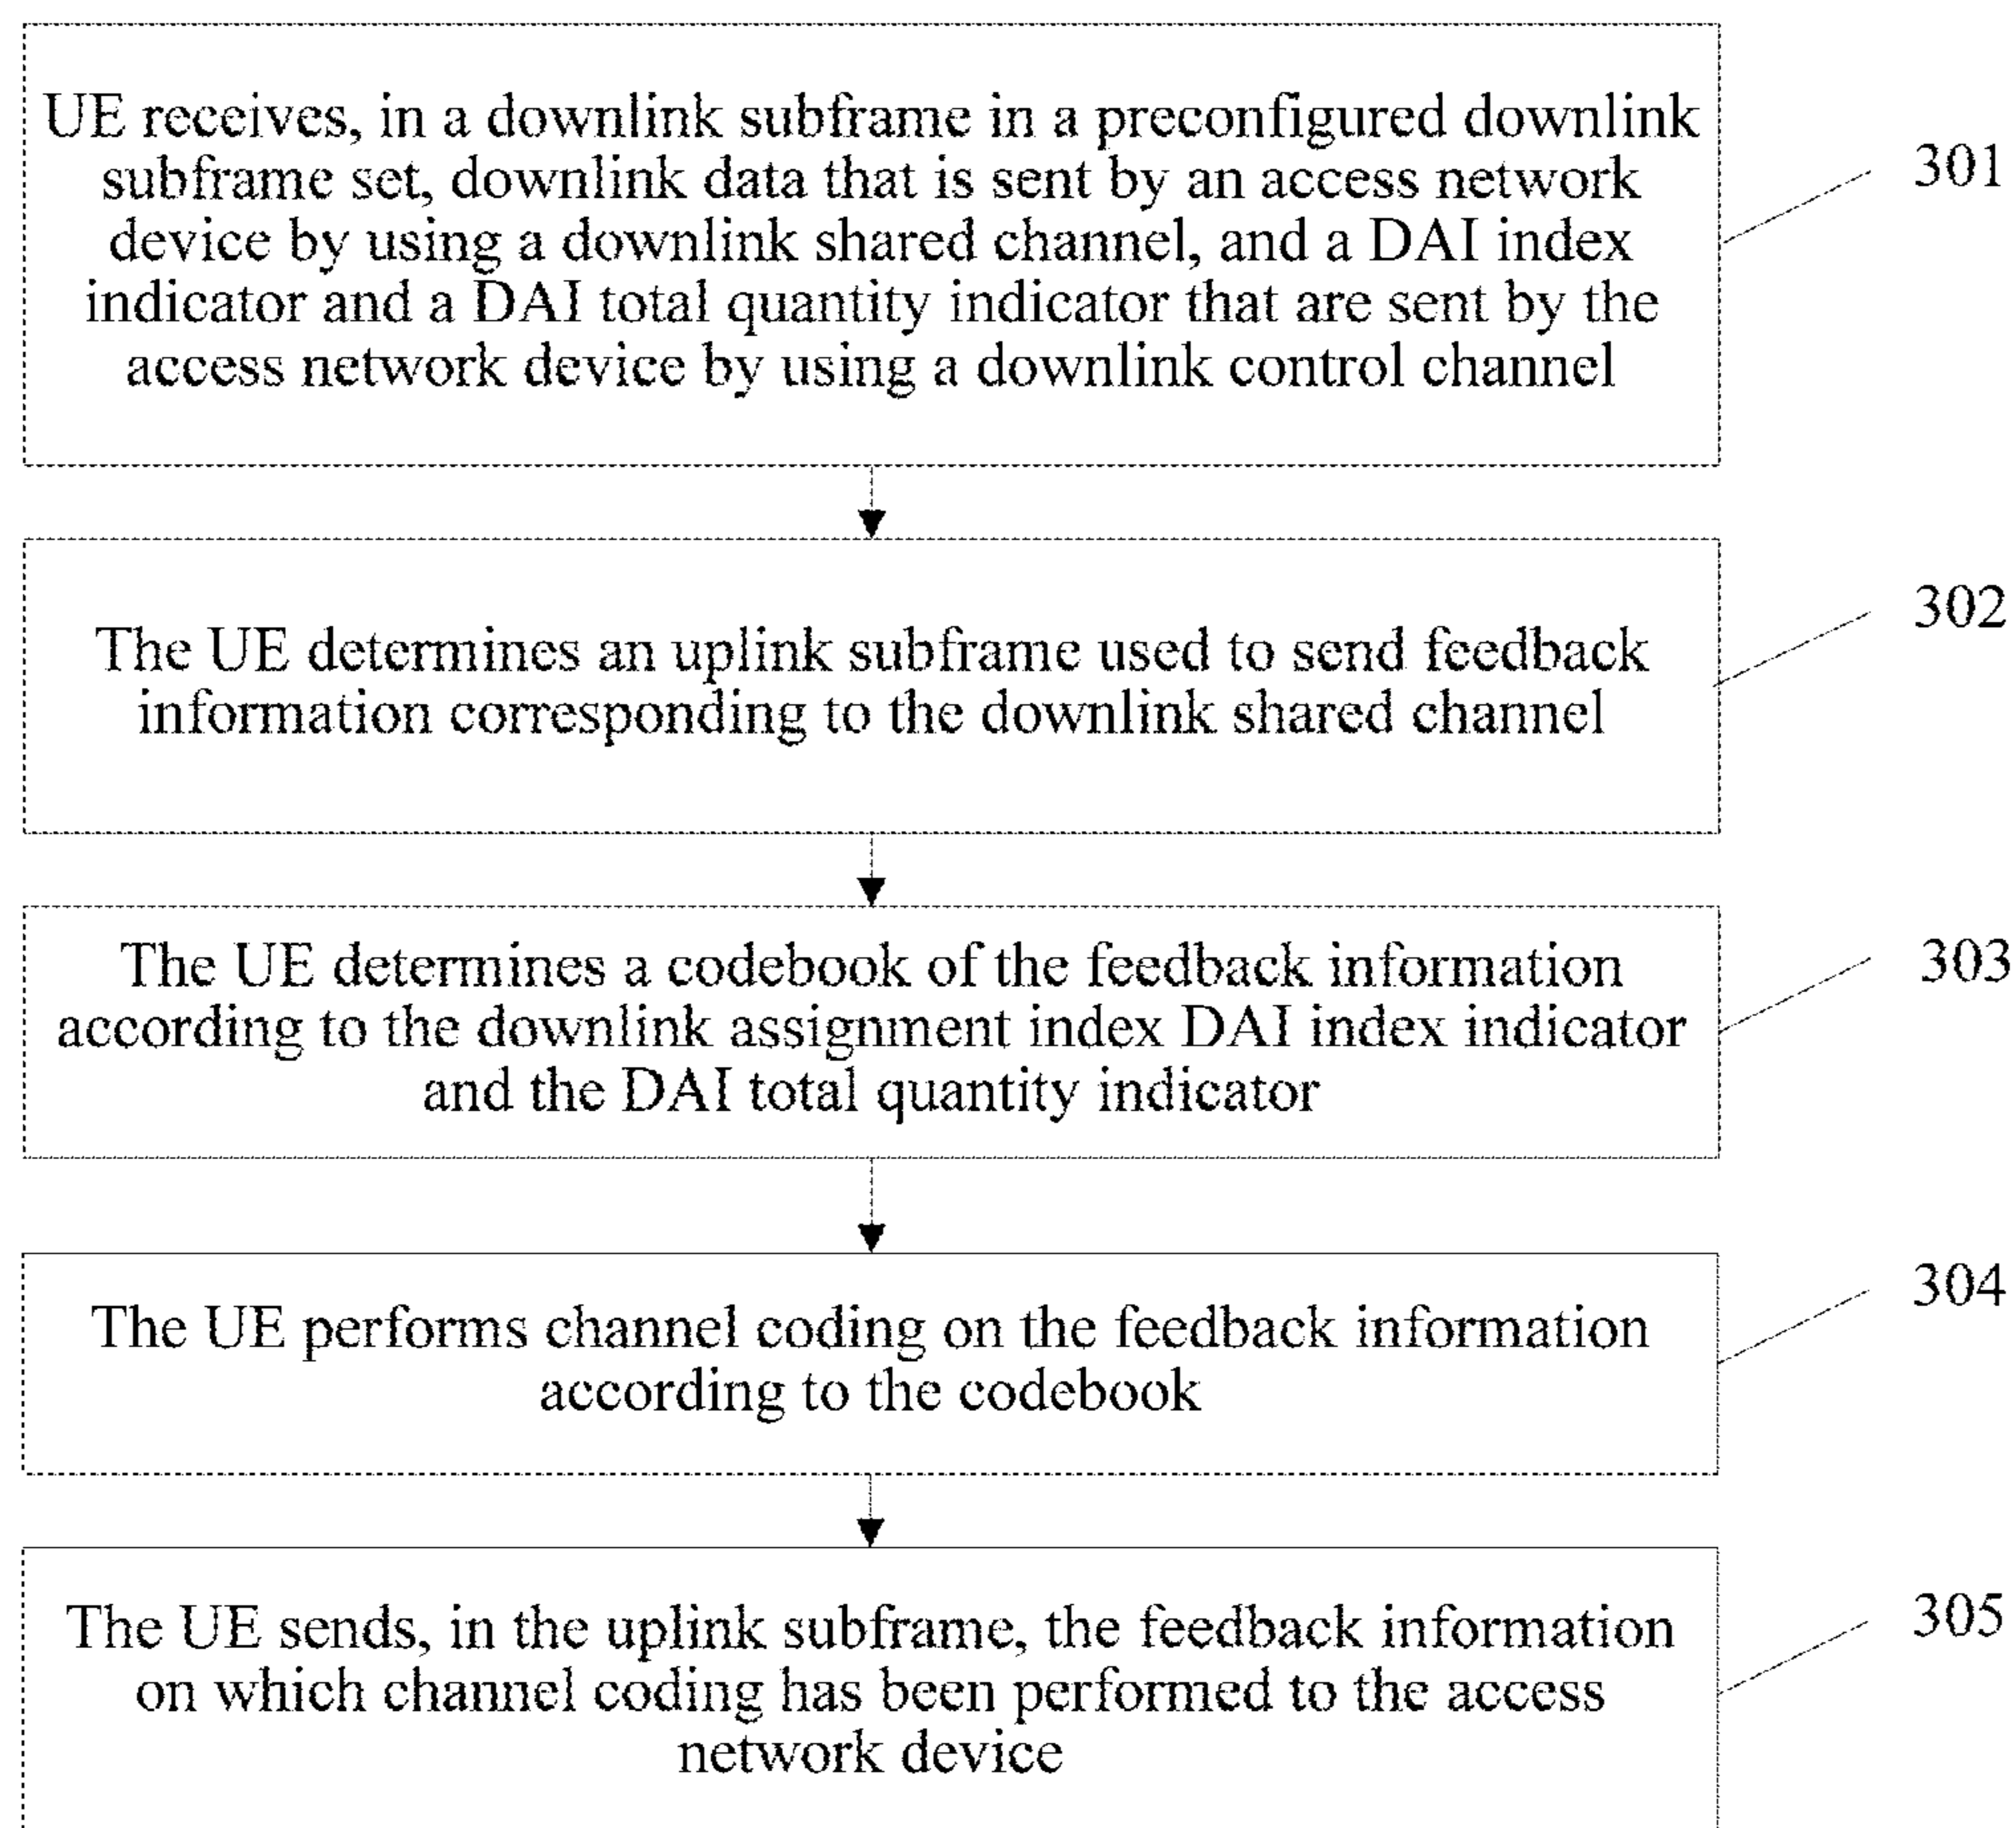 UE receives, in a downlink subframe in a preconfigured downlink
subframe set, downlink data that is sent by an access network
device by using a downlink shared channel, and a DAI index
indicator and a DAI total quantity indicator that are sent by the
access network device by using a downlink control channel
301
The UE determines an uplink subframe used to send feedback
information corresponding to the downlink shared channel
302
The UE determines a codebook of the feedback information
according to the downlink assignment index DAI index indicator
and the DAI total quantity indicator
303
The UE performs channel coding on the feedback information
according to the codebook
304
The UE sends, in the uplink subframe, the feedback information
on which channel coding has been performed to the access
network device
305